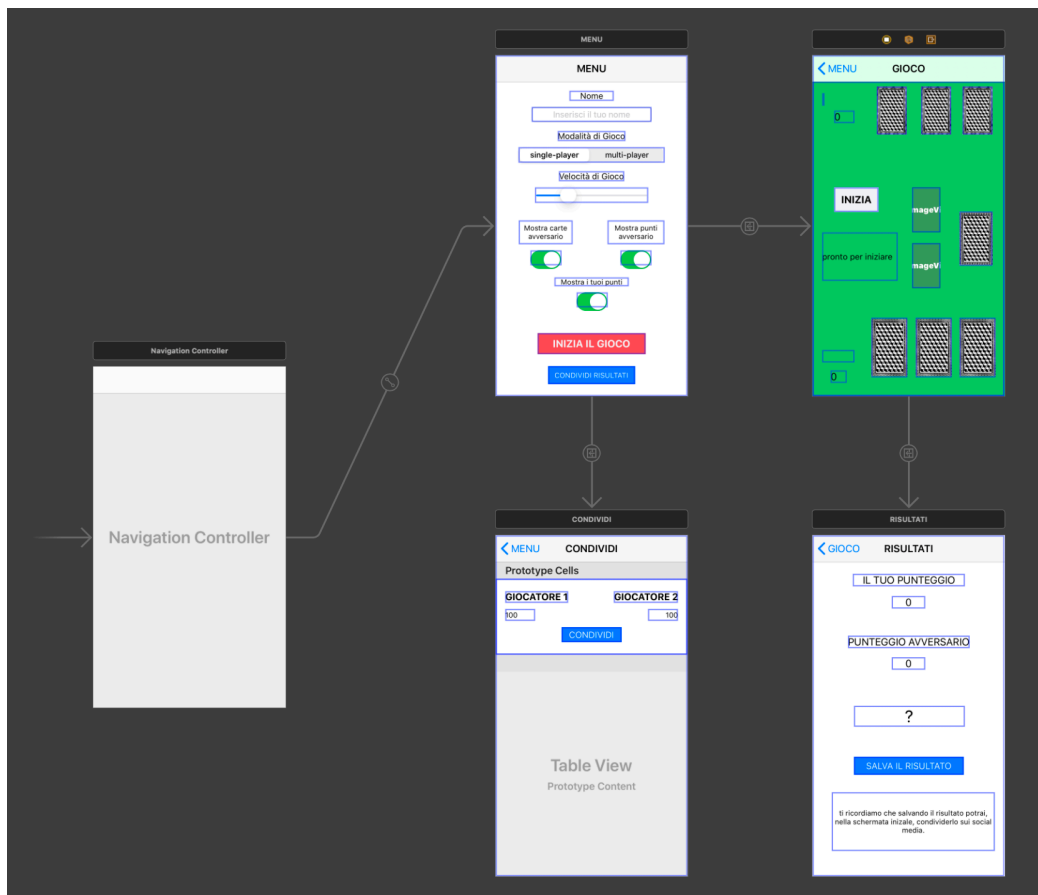 MENU
MENU
Nome
Inserisci il tuo nome
Modalità di Gioco
single-player
multi-player
Velocità di Gioco
Mostra carte
avversario
Mostra punti
avversario
Mostra i tuoi punti
INIZIA IL GIOCO
CONDIVIDI RISULTATI
MENU
GIOCO
0
INIZIA
mageVi
pronto per iniziare
mageVi
0
Navigation Controller
Navigation Controller
CONDIVIDI
MENU
CONDIVIDI
Prototype Cells
GIOCATORE 1
GIOCATORE 2
100
100
CONDIVIDI
Table View
Prototype Content
RISULTATI
GIOCO
RISULTATI
IL TUO PUNTEGGIO
0
PUNTEGGIO AVVERSARIO
0
?
SALVA IL RISULTATO
ti ricordiamo che salvando il risultato potrai,
nella schermata inizale, condividerlo sui social
media.